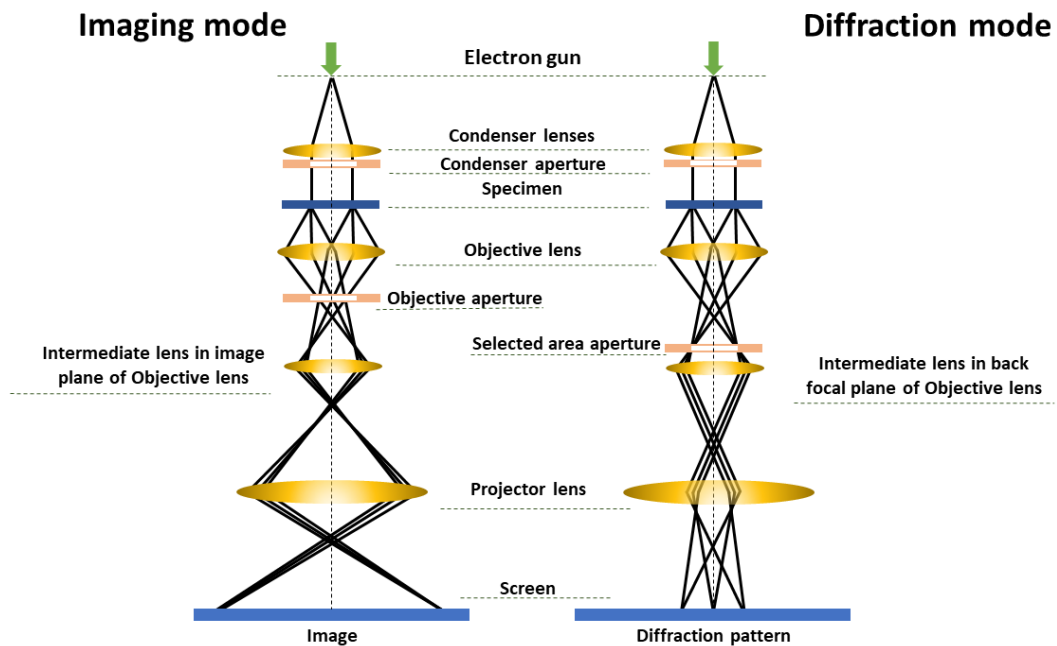 Imaging mode
Diffraction mode
Electron gun
Condenser lenses
Condenser aperture
Specimen
Objective lens
Objective aperture
Selected area aperture
Intermediate lens in image
plane of Objective lens
Intermediate lens in back
focal plane of Objective lens
Projector lens
Screen
Image
Diffraction pattern